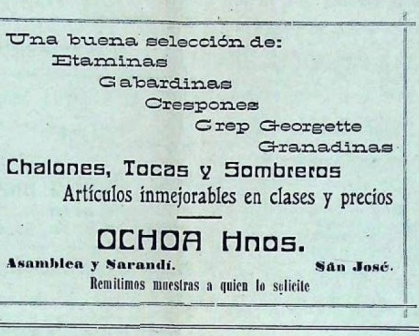 Una buena selección de:
Etaminas
Gabardinas
Crespones
Crep Georgette
Granadinas
Chalones, Tocas y Sombreros
Artículos inmejorables en clases y precios
OCHOA Hnos.
Asamblea y Sarandí. San José.
Remitimos muestras a quien lo solicite